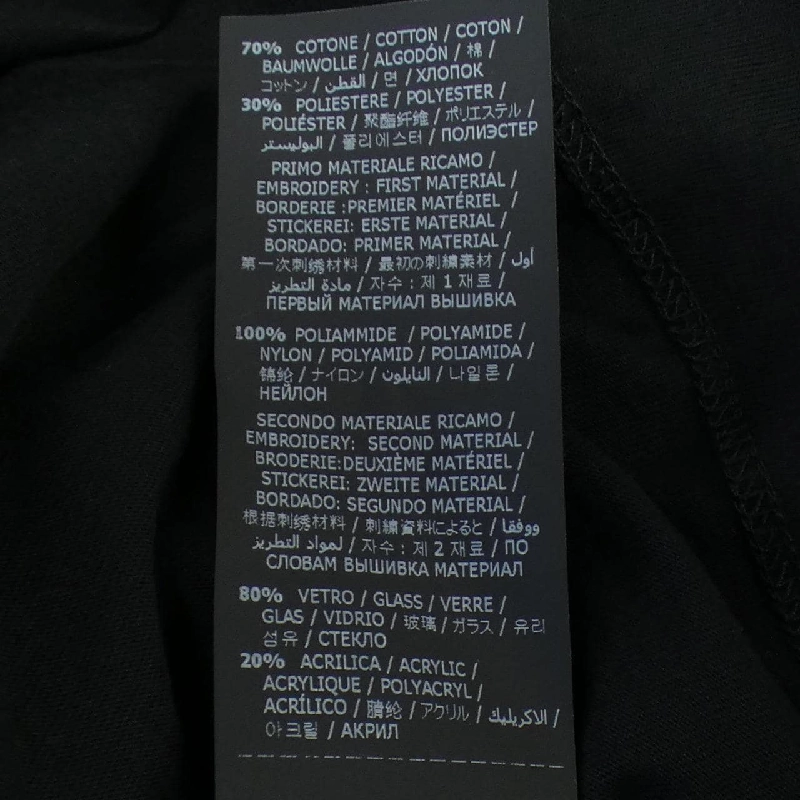 70% COTONE / COTTON / COTON /
BAUMWOLLE / ALGODÓN / 棉 /
コットン / القطن / 면 / ХЛОПОК
30% POLIESTERE / POLYESTER /
POLIÉSTER / 聚酯纤维 / ポリエステル /
البوليستر / 폴리에스터 / ПОЛИЭСТЕР
PRIMO MATERIALE RICAMO /
EMBROIDERY : FIRST MATERIAL /
BORDERIE :PREMIER MATÉRIEL /
STICKEREI: ERSTE MATERIAL /
BORDADO: PRIMER MATERIAL /
第一次刺绣材料 / 最初の刺繍素材 / أول
مادة التطريز / 자수 : 제 1 재료 /
ПЕРВЫЙ МАТЕРИАЛ ВЫШИВКА
100% POLIAMMIDE / POLYAMIDE /
NYLON / POLYAMID / POLIAMIDA /
锦纶 / ナイロン / النايلون / 나일론 /
НЕЙЛОН
SECONDO MATERIALE RICAMO /
EMBROIDERY: SECOND MATERIAL /
BRODERIE:DEUXIÈME MATÉRIEL /
STICKEREI: ZWEITE MATERIAL /
BORDADO: SEGUNDO MATERIAL /
根据刺绣材料 / 刺繍資料によると / ووفقا
لمواد التطريز / 자수 : 제 2 재료 / ПО
СЛОВАМ ВЫШИВКА МАТЕРИАЛ
80% VETRO / GLASS / VERRE /
GLAS / VIDRIO / 玻璃 / ガラス / 유리
섬유 / СТЕКЛО
20% ACRILICA / ACRYLIC /
ACRYLIQUE / POLYACRYL /
ACRÍLICO / 腈纶 / アクリル / الاكريليك /
아크릴 / АКРИЛ